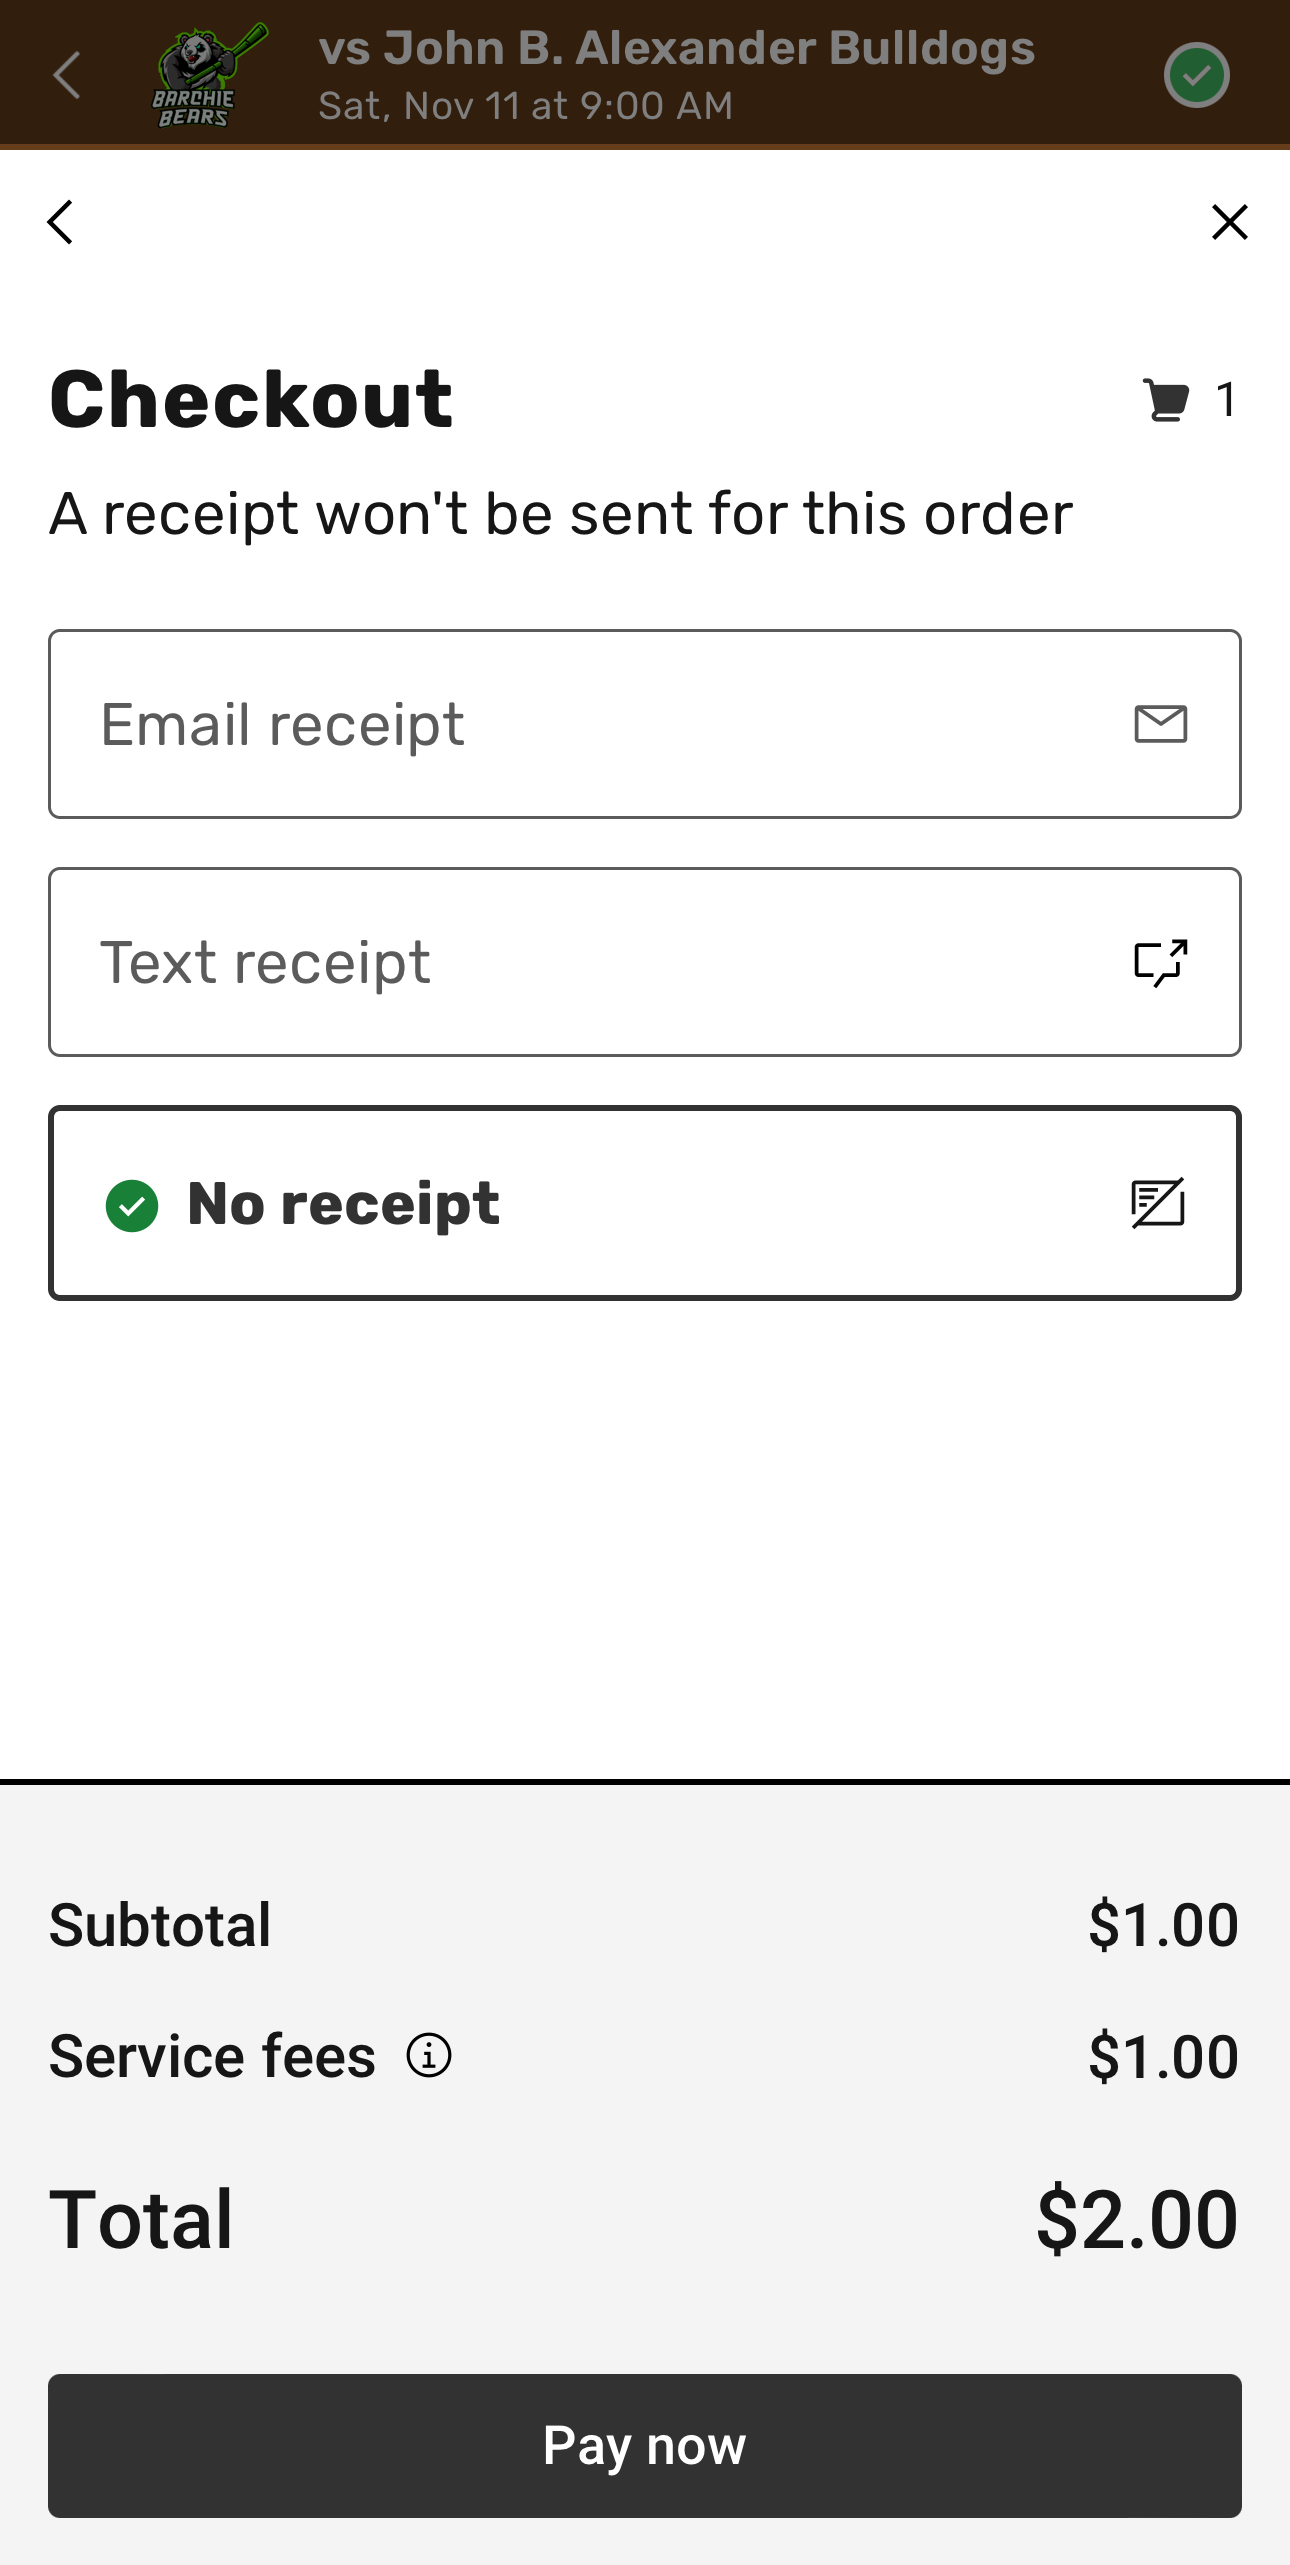 vs John B. Alexander Bulldogs
Sat, Nov 11 at 9:00 AM
BARCHIE
BEARS
Checkout
1
A receipt won't be sent for this order
Email receipt
Text receipt
No receipt
Subtotal $1.00
Service fees $1.00
Total $2.00
Pay now